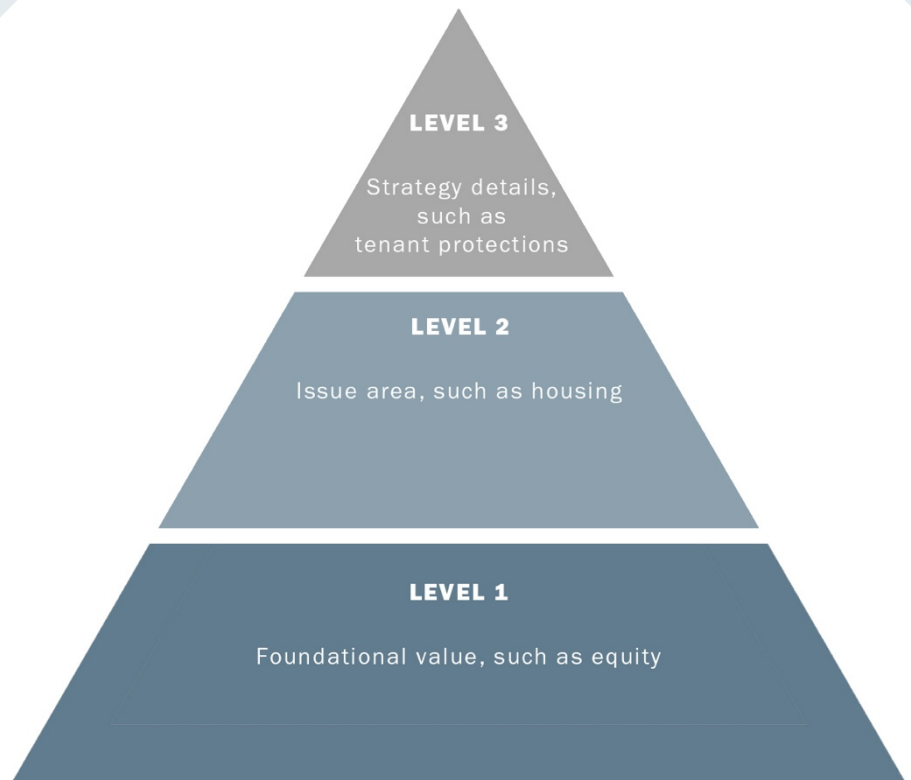 LEVEL 3
Strategy details,
such as
tenant protections
LEVEL 2
Issue area, such as housing
LEVEL 1
Foundational value, such as equity